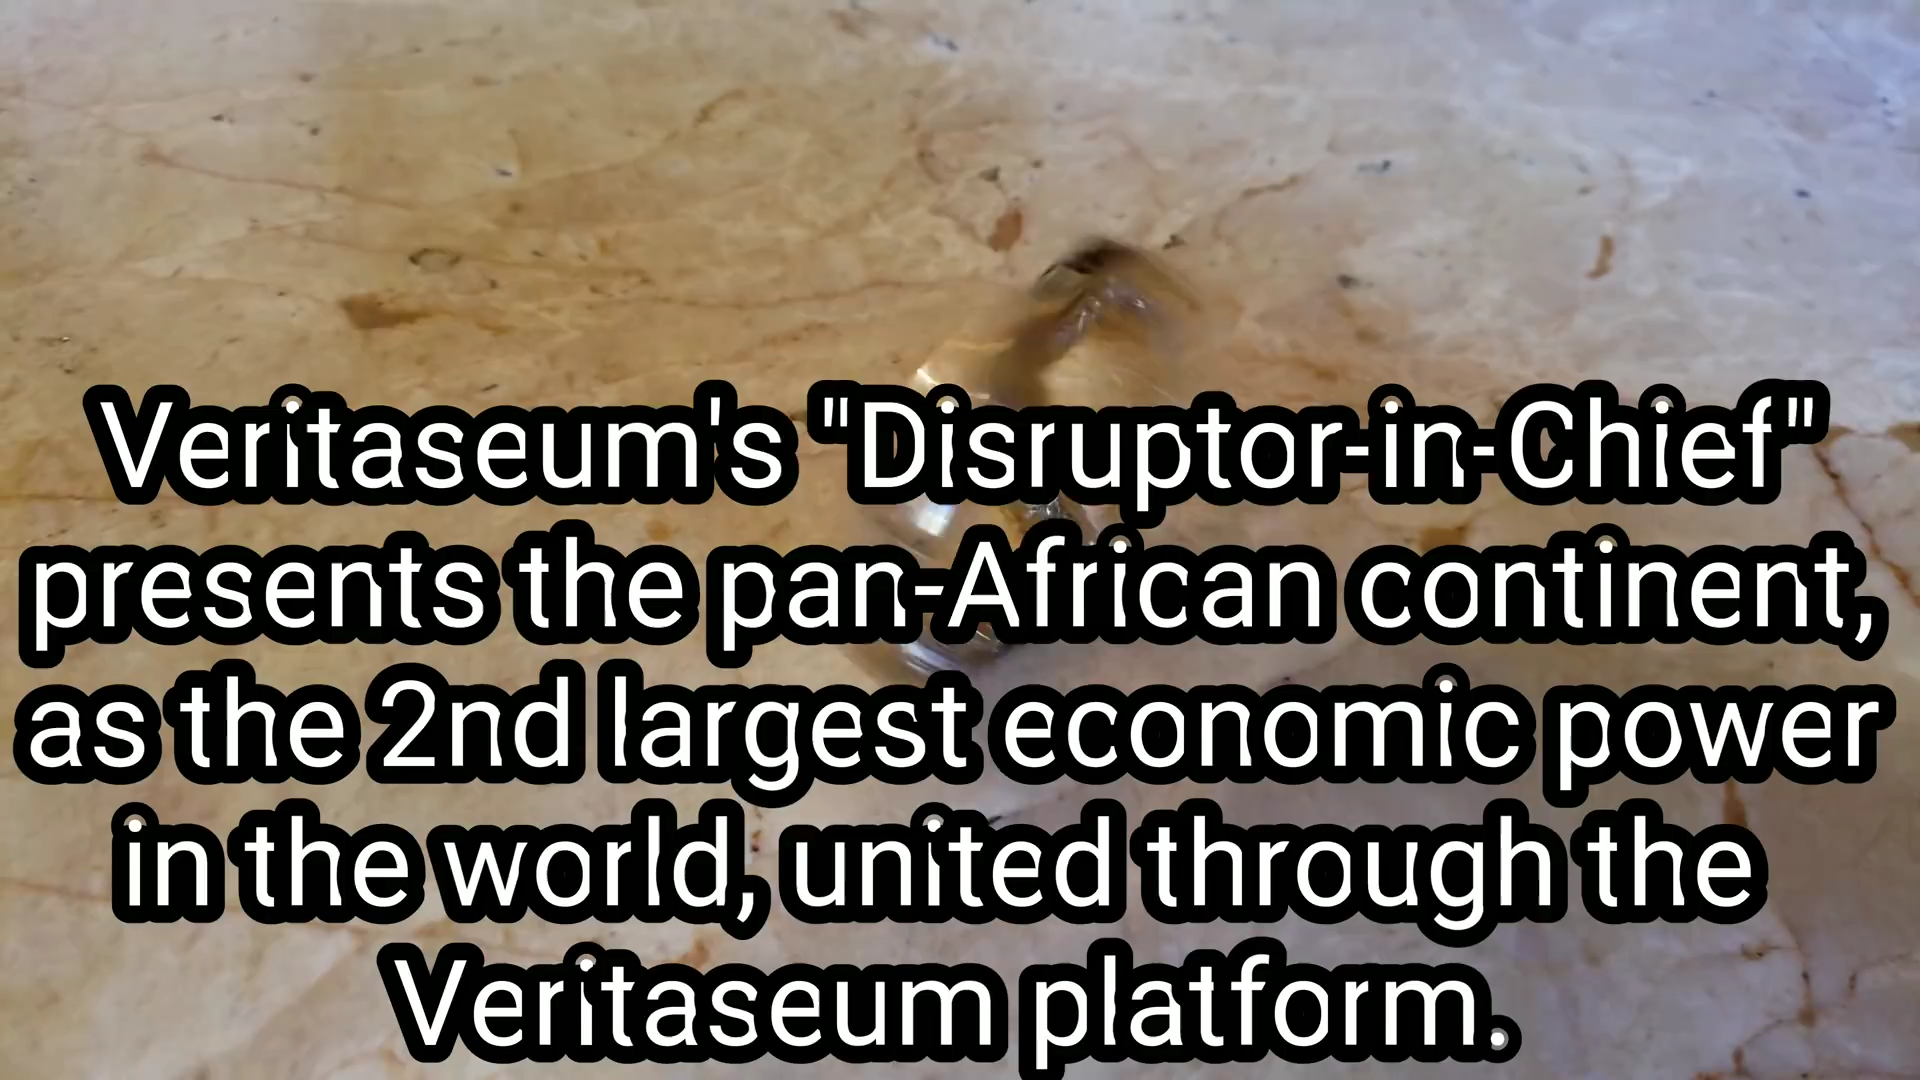 Veritaseum's "Disruptor-in-Chief"
presents the pan-African continent,
as the 2nd largest economic power
in the world, united through the
Veritaseum platform.